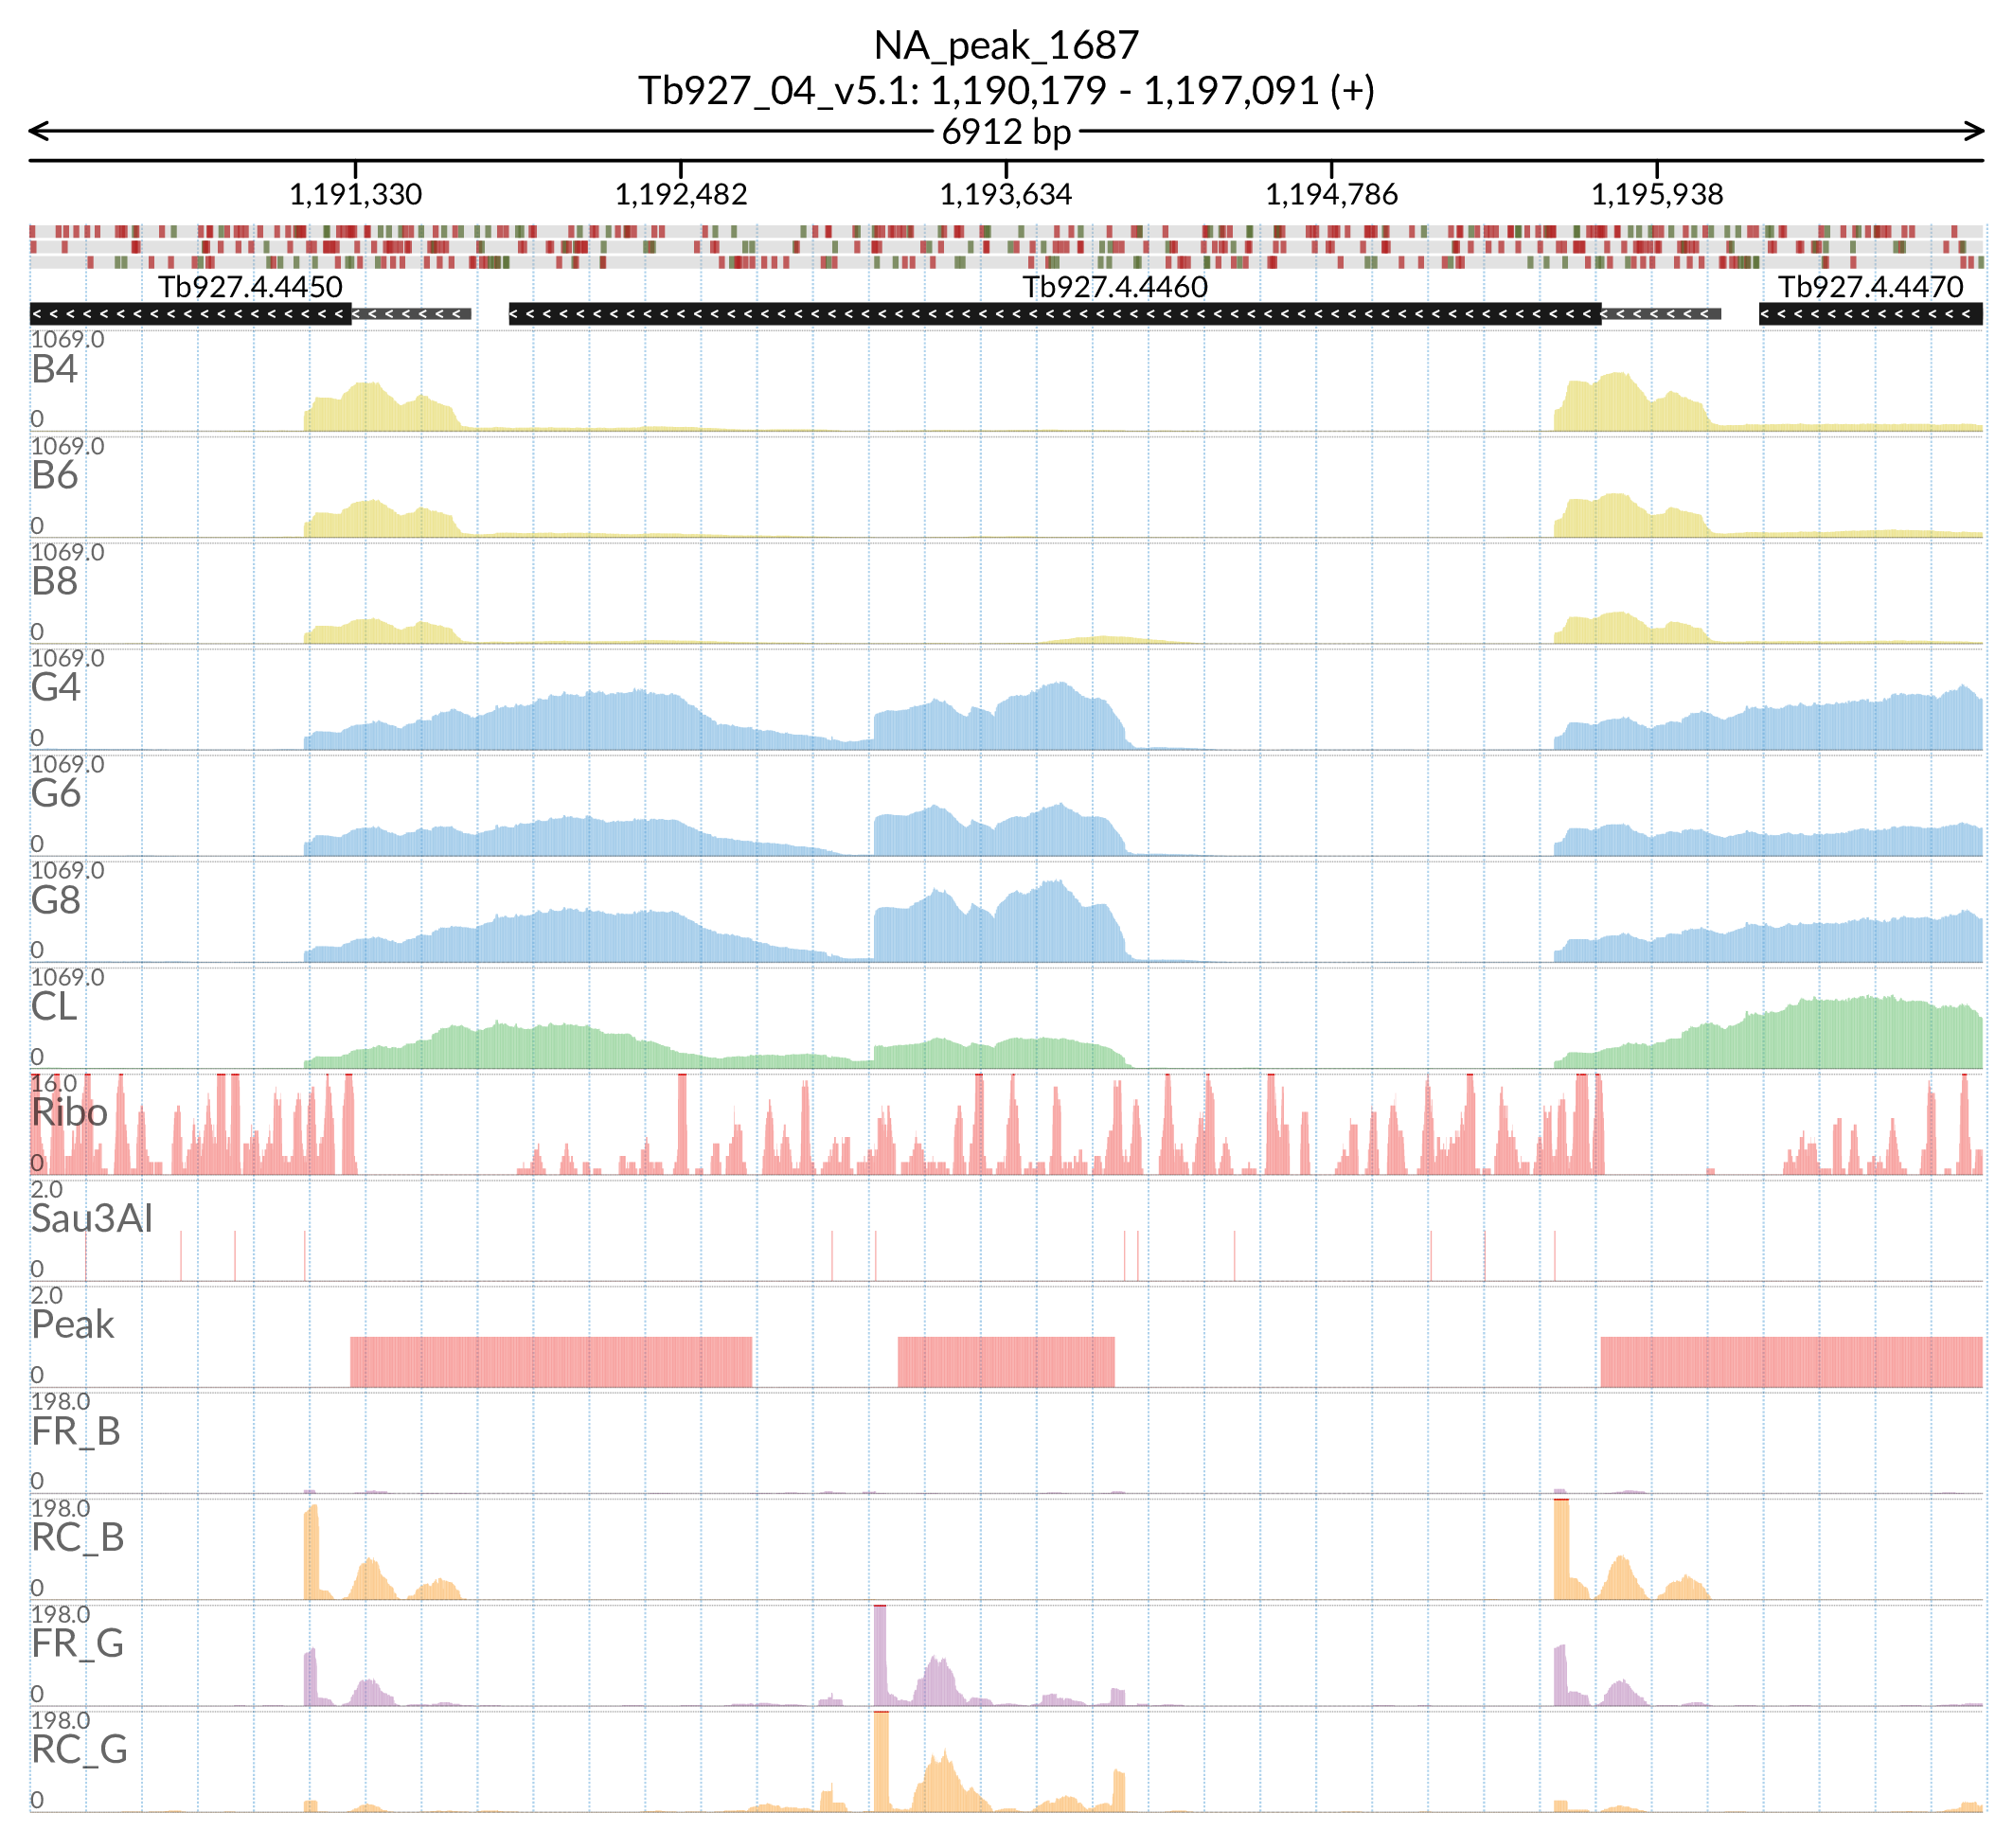 NA_peak_1687
Tb927_04_v5.1: 1,190,179 - 1,197,091 (+)
6912 bp
1,191,330 1,192,482 1,193,634 1,194,786 1,195,938
Tb927.4.4450 Tb927.4.4460 Tb927.4.4470
1069.0
B4
0
1069.0
B6
0
1069.0
B8
0
1069.0
G4
0
1069.0
G6
0
1069.0
G8
0
1069.0
CL
0
16.0
Ribo
0
2.0
Sau3AI
0
2.0
Peak
0
198.0
FR_B
0
198.0
RC_B
0
198.0
FR_G
0
198.0
RC_G
0